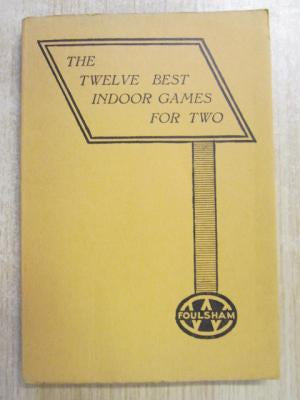 THE
TWELVE BEST
INDOOR GAMES
FOR TWO
FOULSHAM